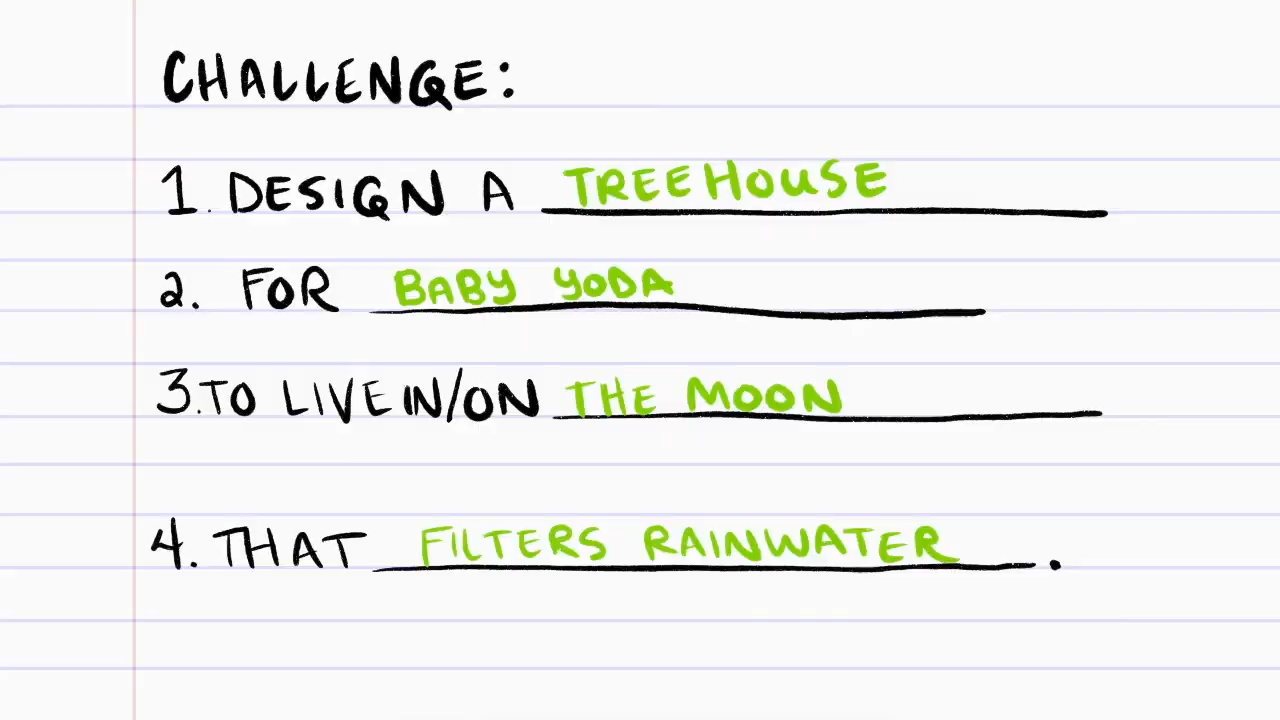 CHALLENGE:
1. DESIGN A TREEHOUSE
2. FOR BABY YODA
3. TO LIVE IN/ON THE MOON
4. THAT FILTERS RAINWATER.